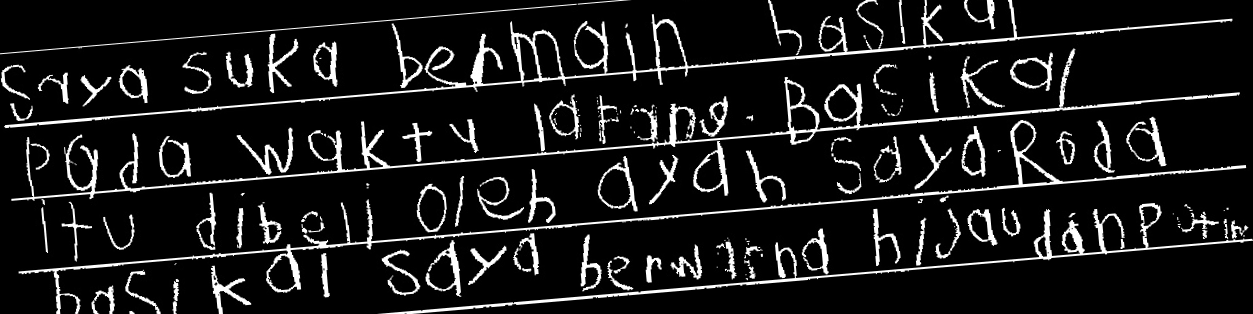 Saya suka bermain basikal
pada waktu latang. Basikal
itu dibeli oleh ayah saya. Roda
basikal saya berwarna hijau dan putih